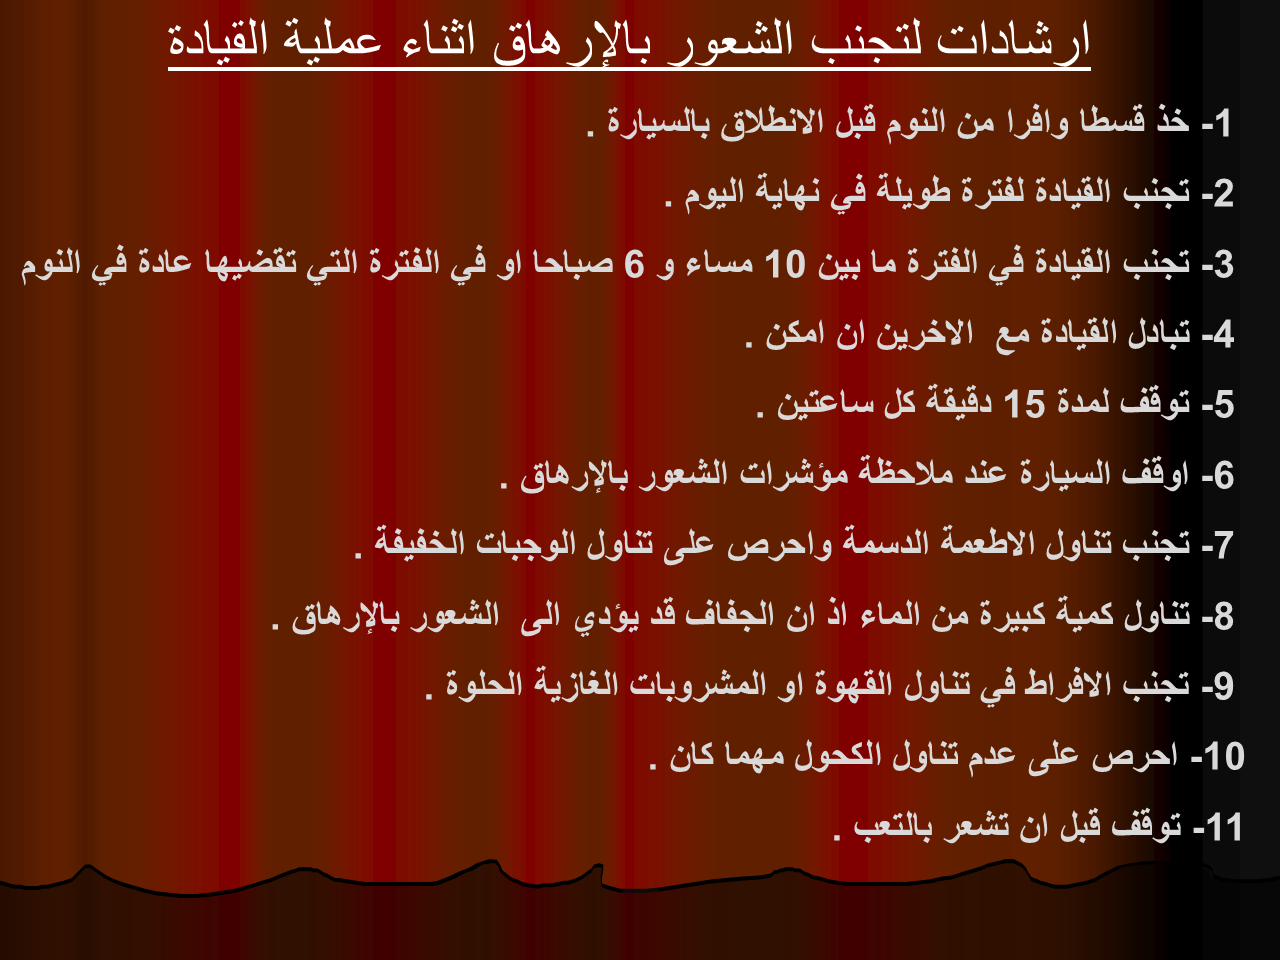 ارشادات لتجنب الشعور بالإرهاق اثناء عملية القيادة
1- خذ قسطا وافرا من النوم قبل الانطلاق بالسيارة .
2- تجنب القيادة لفترة طويلة في نهاية اليوم .
3- تجنب القيادة في الفترة ما بين 10 مساء و 6 صباحا او في الفترة التي تقضيها عادة في النوم
4- تبادل القيادة مع الاخرين ان امكن .
5- توقف لمدة 15 دقيقة كل ساعتين .
6- اوقف السيارة عند ملاحظة مؤشرات الشعور بالإرهاق .
7- تجنب تناول الاطعمة الدسمة واحرص على تناول الوجبات الخفيفة .
8- تناول كمية كبيرة من الماء اذ ان الجفاف قد يؤدي الى الشعور بالإرهاق .
9- تجنب الافراط في تناول القهوة او المشروبات الغازية الحلوة .
10- احرص على عدم تناول الكحول مهما كان .
11- توقف قبل ان تشعر بالتعب .